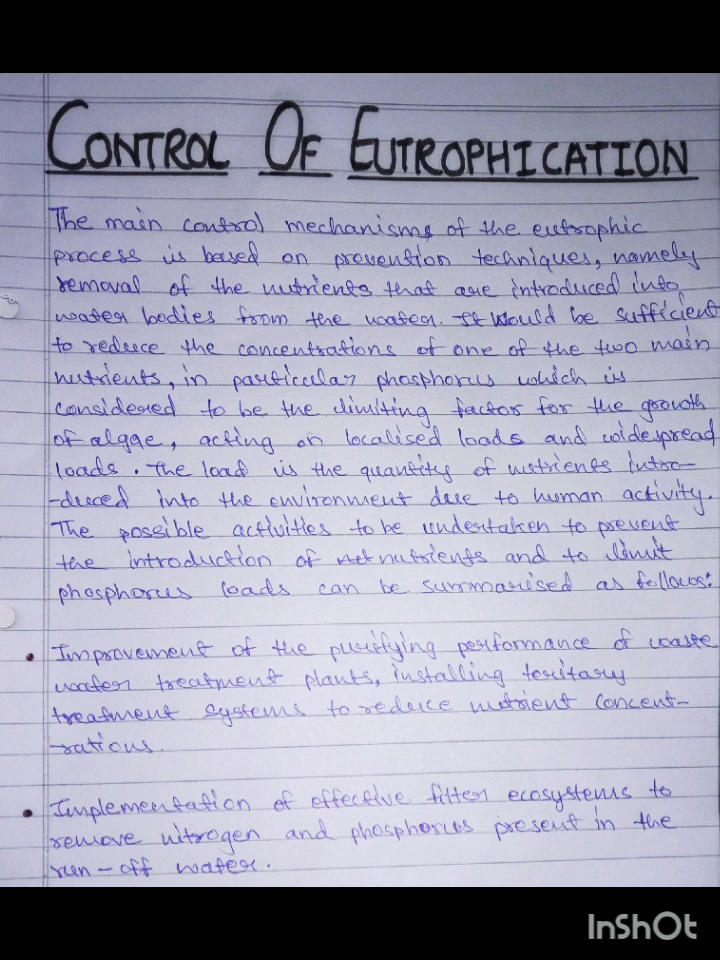 CONTROL OF EUTROPHICATION
The main control mechanisms of the eutrophic
process is based on prevention techniques, namely
removal of the nutrients that are introduced into
water bodies from the water. It would be sufficient
to reduce the concentrations of one of the two main
nutrients, in particular phosphorus which is
considered to be the limiting factor for the growth
of algae, acting on localised loads and widespread
loads. The load is the quantity of nutrients intro-
-duced into the environment due to human activity.
The possible activities to be undertaken to prevent
the introduction of nutrients and to limit
phosphorus loads can be summarised as follows:
• Improvement of the purifying performance of waste
water treatment plants, installing teritary
treatment systems to reduce nutrient concent-
-rations.
• Implementation of effective filter ecosystems to
remove nitrogen and phosphorus present in the
run-off water.
InShOt